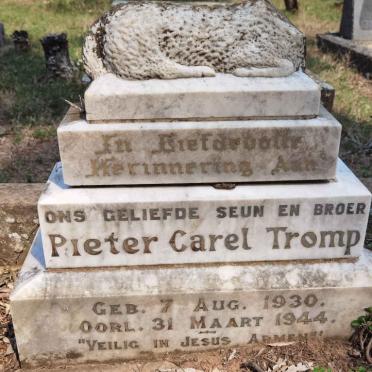 In Liefdevolle
Herinnering Aan
ONS GELIEFDE SEUN EN BROER
Pieter Carel Tromp
GEB. 7 AUG. 1930.
OORL. 31 MAART 1944.
"VEILIG IN JESUS ARMEN"